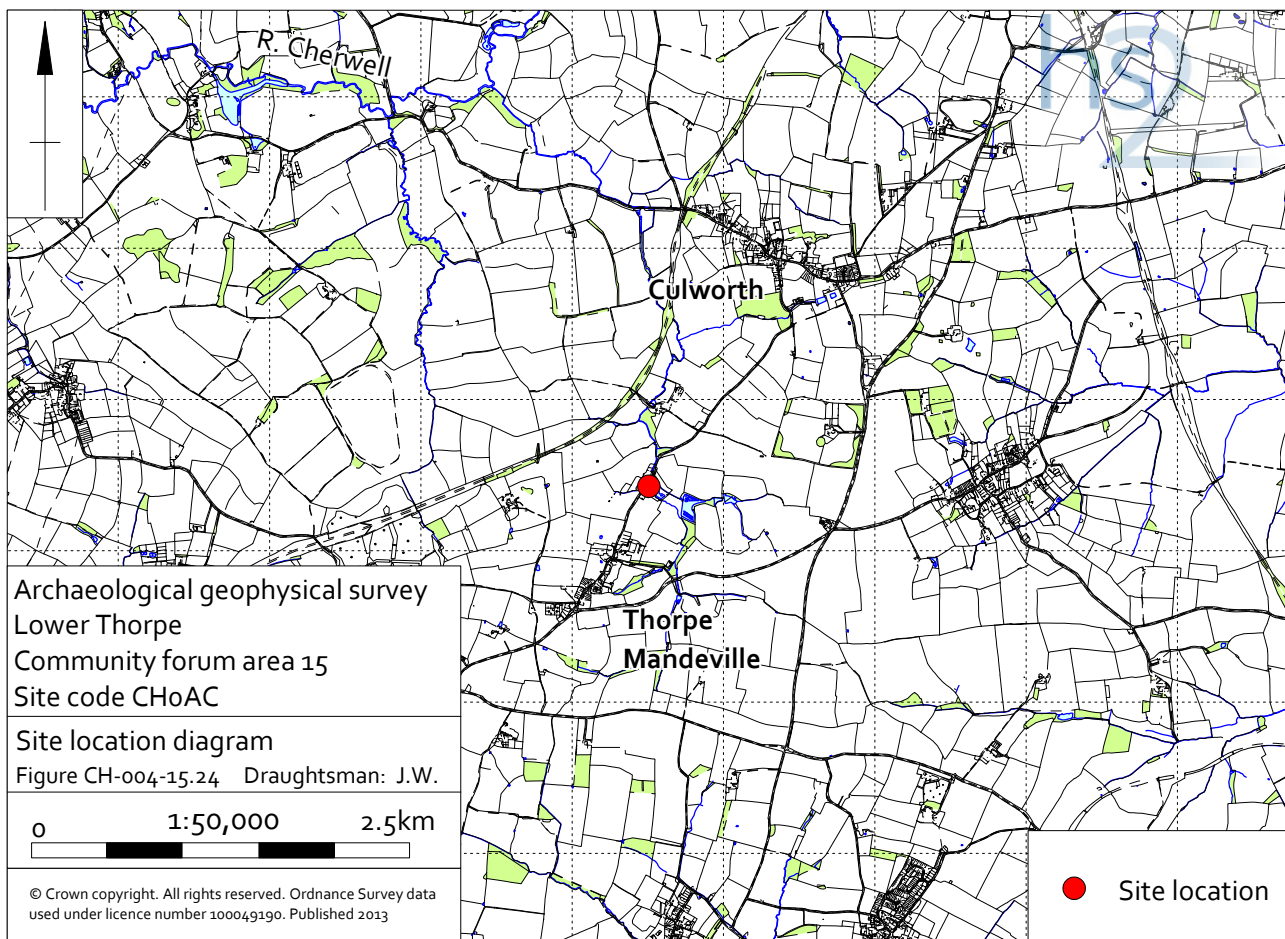 R. Cherwell
hs2
Culworth
Thorpe
Mandeville
Archaeological geophysical survey
Lower Thorpe
Community forum area 15
Site code CH0AC
Site location diagram
Figure CH-004-15.24 Draughtsman: J.W.
0 1:50,000 2.5km
© Crown copyright. All rights reserved. Ordnance Survey data
used under licence number 100049190. Published 2013
Site location